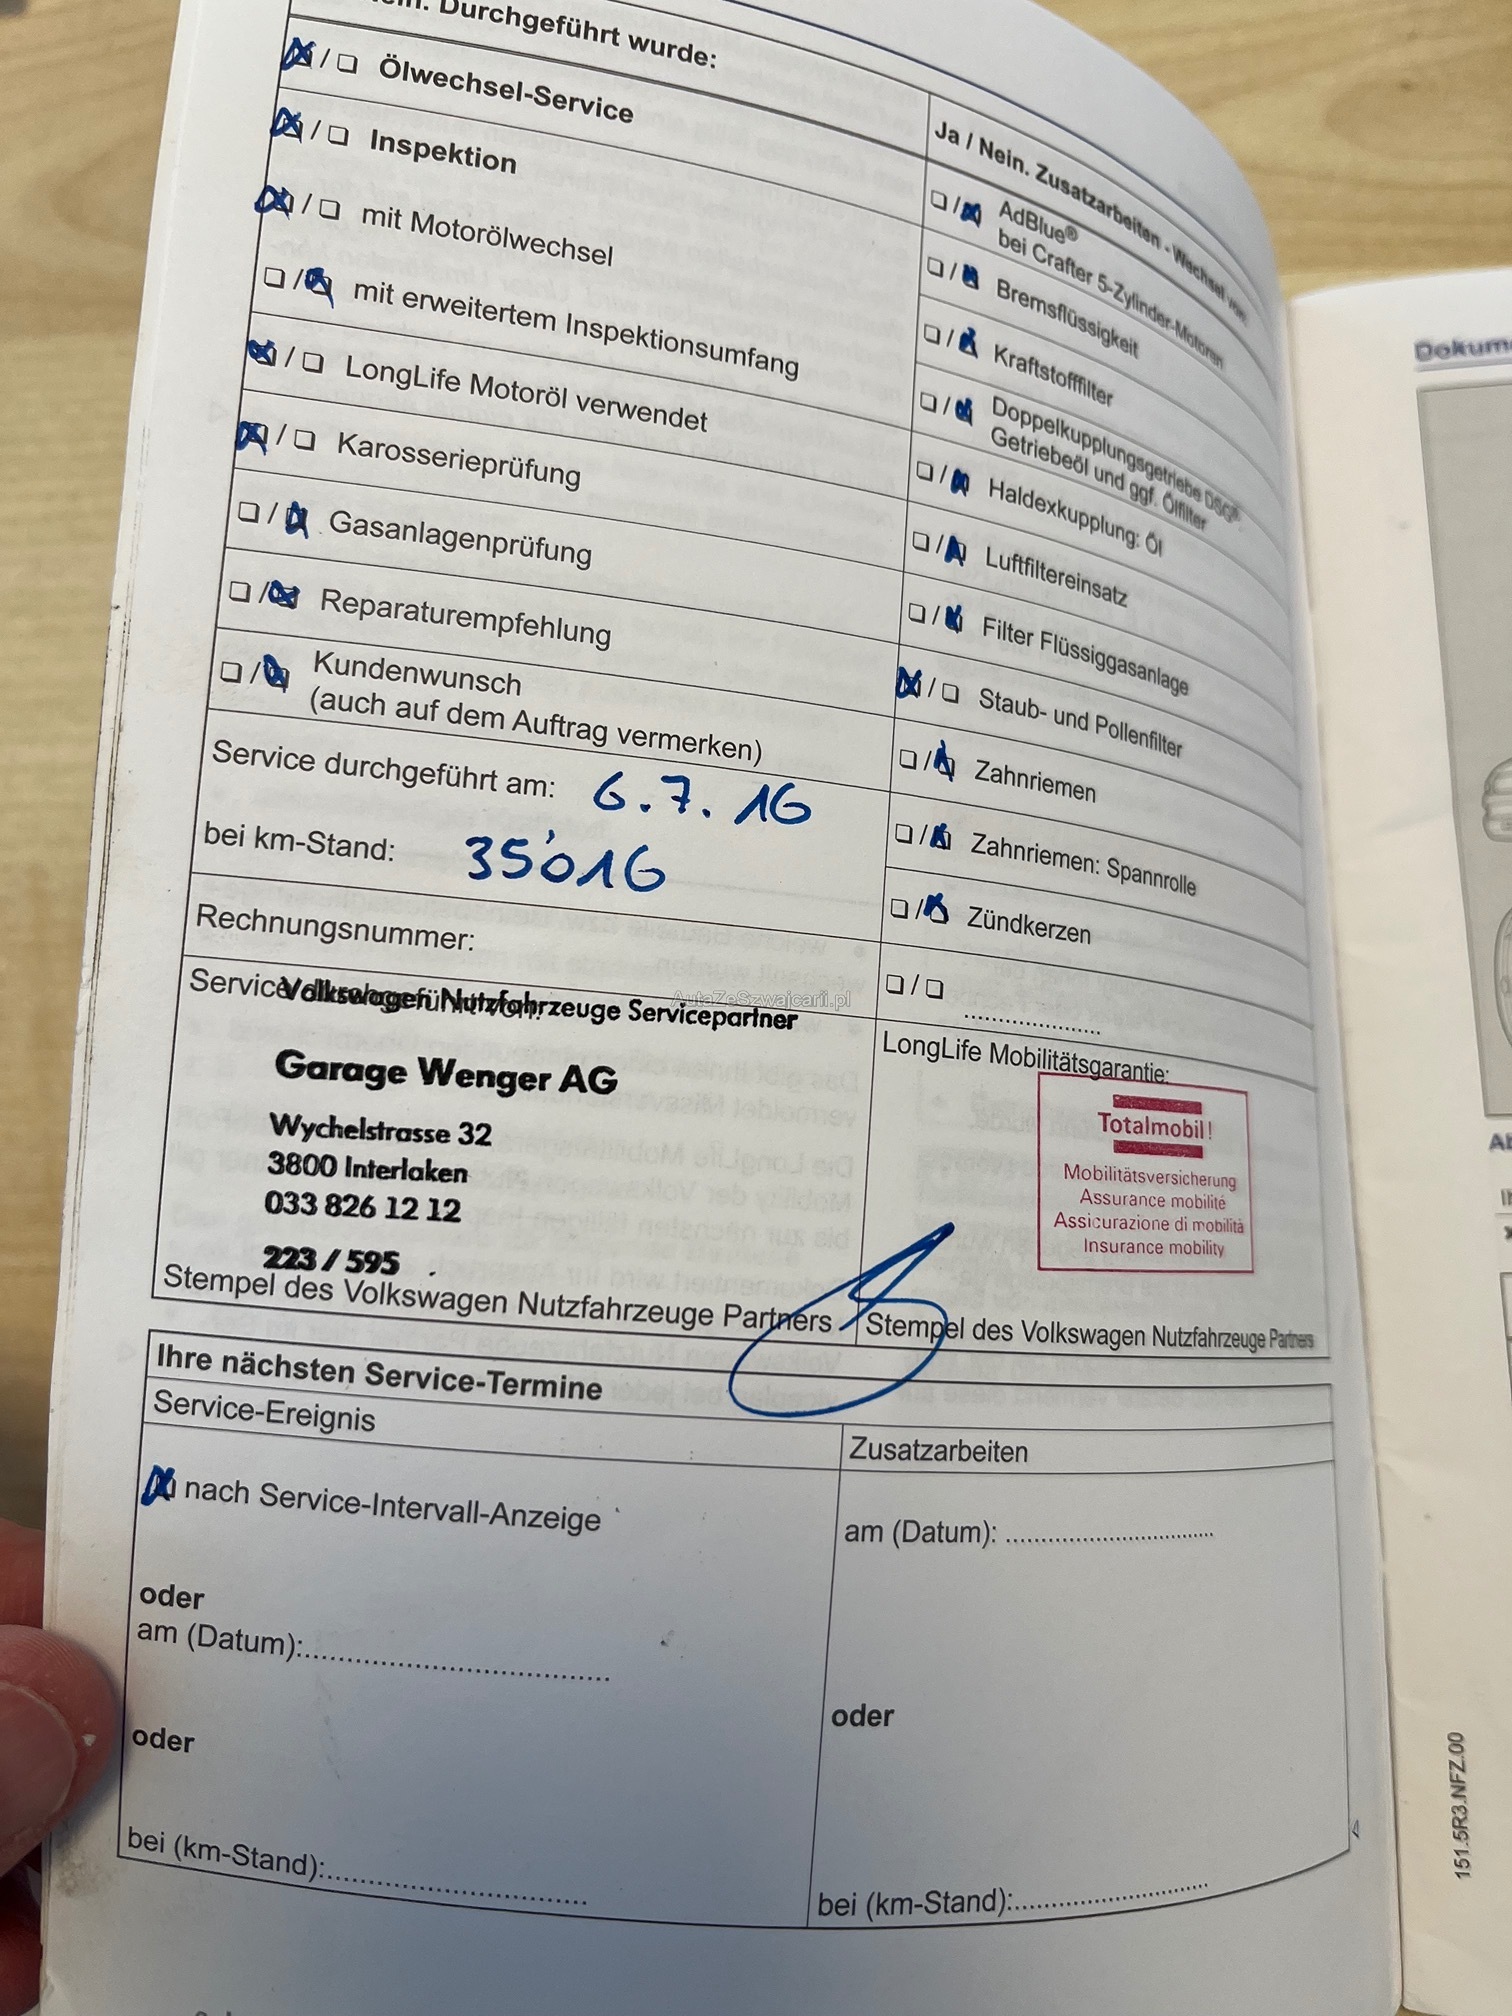 Durchgeführt wurde:
/ ❏ Ölwechsel-Service
/ ❏ Inspektion
/ ❏ mit Motorölwechsel
❏ / mit erweitertem Inspektionsumfang
/ ❏ LongLife Motoröl verwendet
/ ❏ Karosserieprüfung
❏ / Gasanlagenprüfung
❏ / Reparaturempfehlung
❏ / Kundenwunsch
(auch auf dem Auftrag vermerken)
Service durchgeführt am: 6.7.16
bei km-Stand: 35'016
Rechnungsnummer:
Service durchgeführt von:
Volkswagen Nutzfahrzeuge Servicepartner
Garage Wenger AG
Wychelstrasse 32
3800 Interlaken
033 826 12 12
223 / 595
Stempel des Volkswagen Nutzfahrzeuge Partners
Ja / Nein. Zusatzarbeiten - Wechsel von:
❏ / AdBlue®
bei Crafter 5-Zylinder-Motoren
❏ / Bremsflüssigkeit
❏ / Kraftstofffilter
❏ / Doppelkupplungsgetriebe DSG®:
Getriebeöl und ggf. Ölfilter
❏ / Haldexkupplung: Öl
❏ / Luftfiltereinsatz
❏ / Filter Flüssiggasanlage
/ ❏ Staub- und Pollenfilter
❏ / Zahnriemen
❏ / Zahnriemen: Spannrolle
❏ / Zündkerzen
❏ / ❏ ....................
AutaZeSzwajcarii.pl
LongLife Mobilitätsgarantie:
Totalmobil!
Mobilitätsversicherung
Assurance mobilité
Assicurazione di mobilità
Insurance mobility
Stempel des Volkswagen Nutzfahrzeuge Partners
Ihre nächsten Service-Termine
Service-Ereignis
nach Service-Intervall-Anzeige
oder
am (Datum):........................................
oder
bei (km-Stand):..................................
Zusatzarbeiten
am (Datum): ..............................
oder
bei (km-Stand):............................
151.5R3.NFZ.00